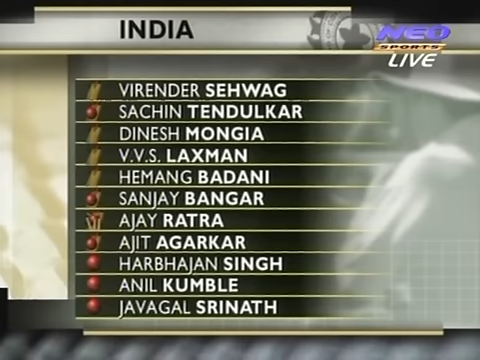 INDIA
NEO
SPORTS
LIVE
VIRENDER SEHWAG
SACHIN TENDULKAR
DINESH MONGIA
V.V.S. LAXMAN
HEMANG BADANI
SANJAY BANGAR
AJAY RATRA
AJIT AGARKAR
HARBHAJAN SINGH
ANIL KUMBLE
JAVAGAL SRINATH